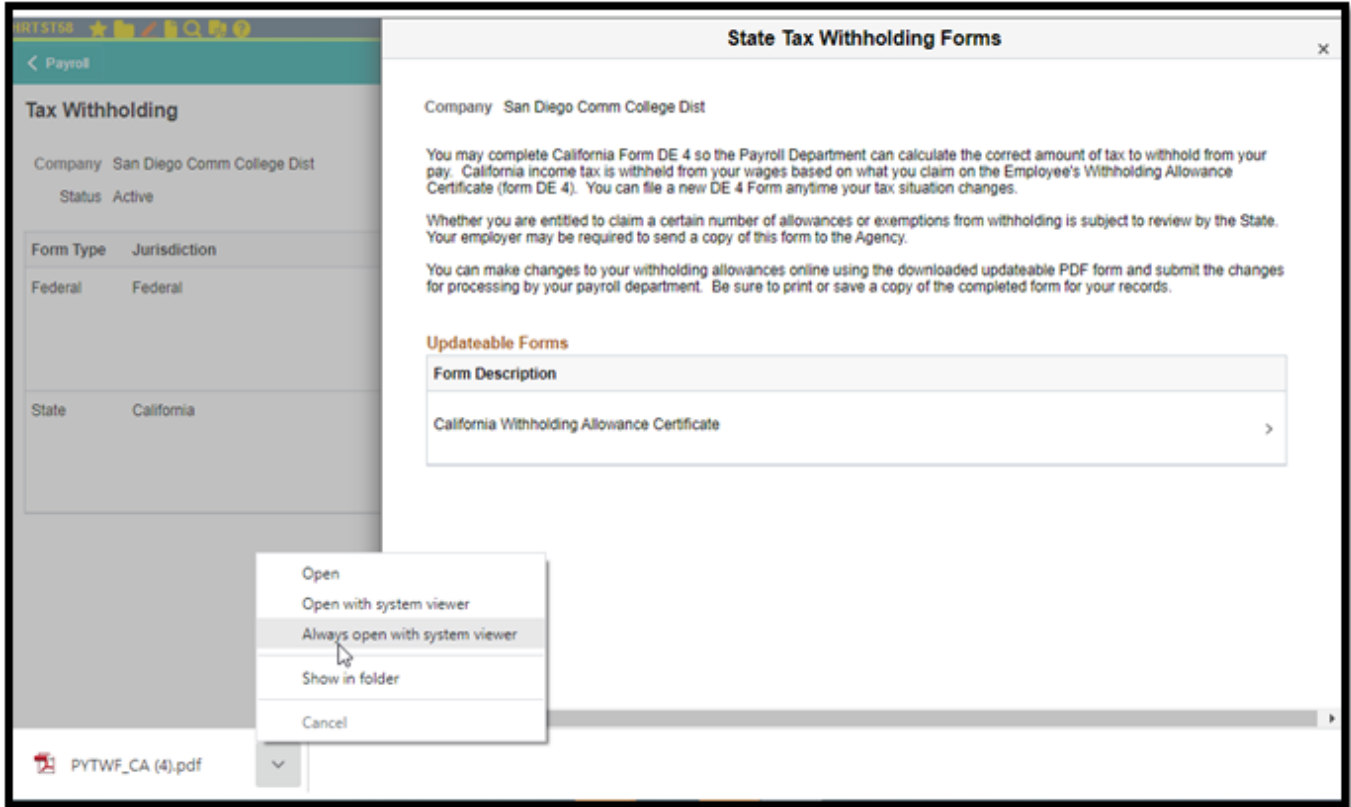 HRTST58
State Tax Withholding Forms
Payroll
Tax Withholding
Company San Diego Comm College Dist
Status Active
Form Type Jurisdiction
Federal Federal
State California
Company San Diego Comm College Dist
You may complete California Form DE 4 so the Payroll Department can calculate the correct amount of tax to withhold from your
pay. California income tax is withheld from your wages based on what you claim on the Employee's Withholding Allowance
Certificate (form DE 4). You can file a new DE 4 Form anytime your tax situation changes.
Whether you are entitled to claim a certain number of allowances or exemptions from withholding is subject to review by the State.
Your employer may be required to send a copy of this form to the Agency.
You can make changes to your withholding allowances online using the downloaded updateable PDF form and submit the changes
for processing by your payroll department. Be sure to print or save a copy of the completed form for your records.
Updateable Forms
Form Description
California Withholding Allowance Certificate
Open
Open with system viewer
Always open with system viewer
Show in folder
Cancel
PYTWF_CA (4).pdf